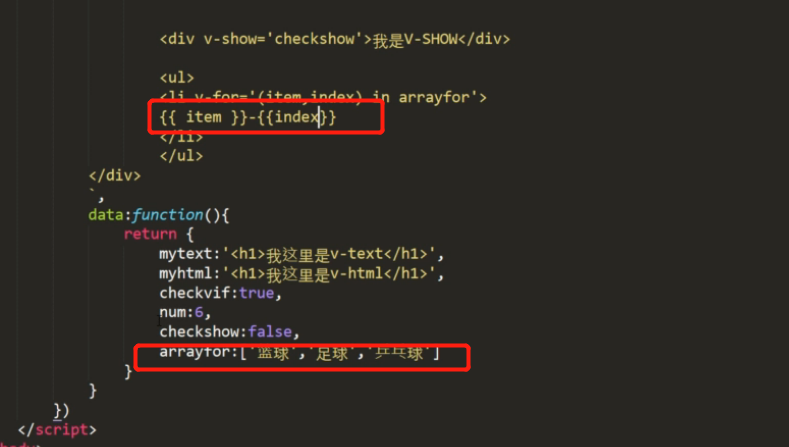 <div v-show='checkshow'>我是V-SHOW</div>
<ul>
<li v-for='(item,index) in arrayfor'>
{{ item }}-{{index}}
</li>
</ul>
</div>
`,
data:function(){
return {
mytext:'<h1>我这里是v-text</h1>',
myhtml:'<h1>我这里是v-html</h1>',
checkvif:true,
num:6,
checkshow:false,
arrayfor:['篮球','足球','乒乓球']
}
}
})
</script>